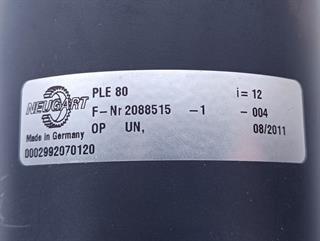 NEUGART
PLE 80 i= 12
F-Nr 2088515 -1 - 004
Made in Germany
OP UN, 08/2011
0002992070120